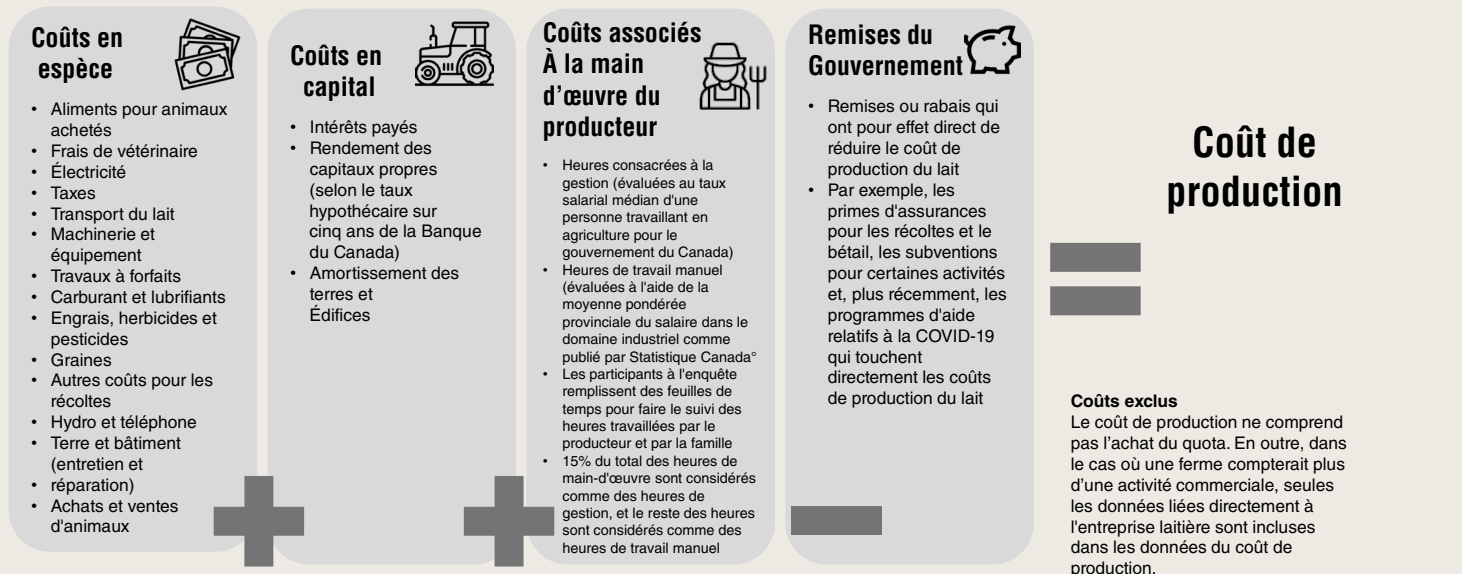 Coûts en
espèce
• Aliments pour animaux
achetés
• Frais de vétérinaire
• Électricité
• Taxes
• Transport du lait
• Machinerie et
équipement
• Travaux à forfaits
• Carburant et lubrifiants
• Engrais, herbicides et
pesticides
• Graines
• Autres coûts pour les
récoltes
• Hydro et téléphone
• Terre et bâtiment
(entretien et
• réparation)
• Achats et ventes
d'animaux
Coûts en
capital
• Intérêts payés
• Rendement des
capitaux propres
(selon le taux
hypothécaire sur
cinq ans de la Banque
du Canada)
• Amortissement des
terres et
Édifices
Coûts associés
À la main
d’œuvre du
producteur
• Heures consacrées à la
gestion (évaluées au taux
salarial médian d'une
personne travaillant en
agriculture pour le
gouvernement du Canada)
• Heures de travail manuel
(évaluées à l'aide de la
moyenne pondérée
provinciale du salaire dans le
domaine industriel comme
publié par Statistique Canada°
• Les participants à l'enquête
remplissent des feuilles de
temps pour faire le suivi des
heures travaillées par le
producteur et par la famille
• 15% du total des heures de
main-d'œuvre sont considérés
comme des heures de
gestion, et le reste des heures
sont considérés comme des
heures de travail manuel
Remises du
Gouvernement
• Remises ou rabais qui
ont pour effet direct de
réduire le coût de
production du lait
• Par exemple, les
primes d'assurances
pour les récoltes et le
bétail, les subventions
pour certaines activités
et, plus récemment, les
programmes d'aide
relatifs à la COVID-19
qui touchent
directement les coûts
de production du lait
Coût de
production
Coûts exclus
Le coût de production ne comprend
pas l’achat du quota. En outre, dans
le cas où une ferme compterait plus
d’une activité commerciale, seules
les données liées directement à
l'entreprise laitière sont incluses
dans les données du coût de
production.